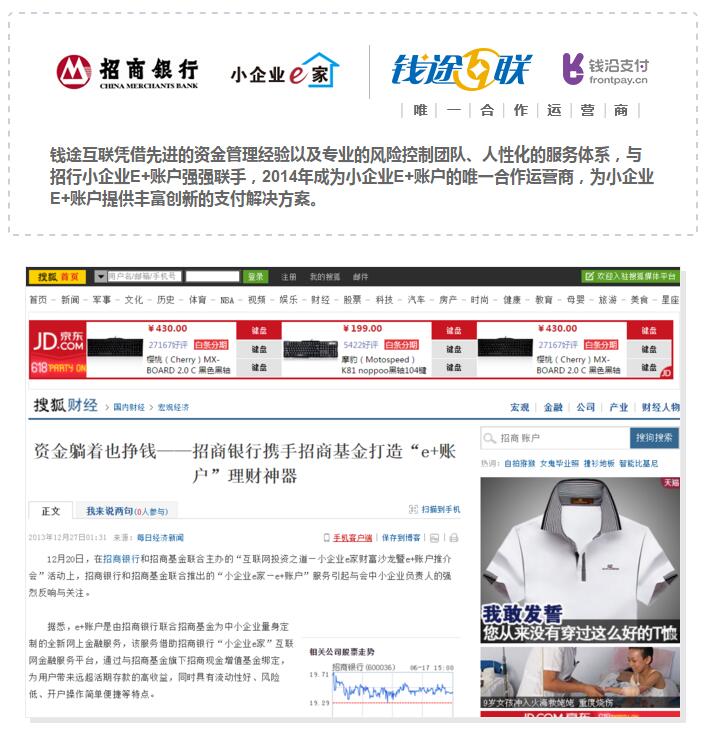 招商银行
CHINA MERCHANTS BANK
小企业e家
钱途互联
钱沿支付
frontpay.cn
唯一合作运营商
钱途互联凭借先进的资金管理经验以及专业的风险控制团队、人性化的服务体系，与
招行小企业E+账户强强联手，2014年成为小企业E+账户的唯一合作运营商，为小企业
E+账户提供丰富创新的支付解决方案。
搜狐 首页
用户名/邮箱/手机号
登录 注册 我的搜狐 邮件
欢迎入驻搜狐媒体平台
首页 - 新闻 - 军事 - 文化 - 历史 - 体育 - NBA - 视频 - 娱乐 - 财经 - 股票 - 科技 - 汽车 - 房产 - 时尚 - 健康 - 教育 - 母婴 - 旅游 - 美食 - 星座
JD 京东
JD.COM
618 PARTY ON
￥430.00
27167好评 白条分期
樱桃（Cherry）MX-
BOARD 2.0 C 黑色黑轴
键盘
键盘
键盘
￥199.00
5422好评 白条分期
摩豹（Motospeed）
K81 noppoo黑轴104键
键盘
键盘
键盘
￥430.00
27167好评 白条分期
樱桃（Cherry）MX-
BOARD 2.0 C 黑色黑轴
键盘
键盘
键盘
JD
搜狐财经 > 国内财经 > 宏观经济
宏观 | 金融 | 公司 | 产业 | 财经人物
资金躺着也挣钱——招商银行携手招商基金打造“e+账
户”理财神器
招商 账户
搜狗搜索
热词：自拍猕猴 女鬼毕业照 撞衫地板 智能比基尼
正文 我来说两句(0人参与)
扫描到手机
2013年12月27日01:31 来源：每日经济新闻
手机客户端 | 保存到博客
12月20日，在招商银行和招商基金联合主办的“互联网投资之道－小企业e家财富沙龙暨e+账户推介
会”活动上，招商银行和招商基金联合推出的“小企业e家－e+账户”服务引起与会中小企业负责人的强
烈反响与关注。
据悉，e+账户是由招商银行联合招商基金为中小企业量身定
制的全新网上金融服务，该服务借助招商银行“小企业e家”互联
网金融服务平台，通过与招商基金旗下招商现金增值基金绑定，
为用户带来远超活期存款的高收益，同时具有流动性好、风险
低、开户操作简单便捷等特点。
相关公司股票走势
招商银行(600036) 06-17 15:00
19.71
19.29
天猫
我敢发誓
您从来没有穿过这么好的T恤
9岁女孩冲入火海救姥姥 重度烧伤
JD.COM 京东